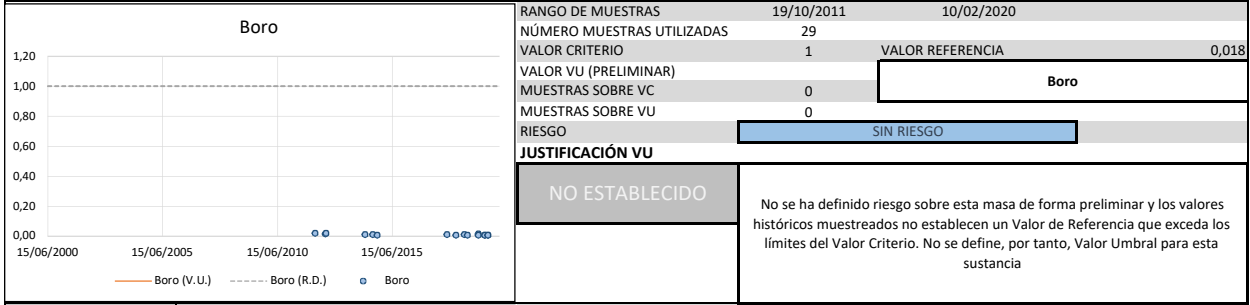 Boro
1,20
1,00
0,80
0,60
0,40
0,20
0,00
15/06/2000 15/06/2005 15/06/2010 15/06/2015
Boro (V.U.) Boro (R.D.) Boro
RANGO DE MUESTRAS 19/10/2011 10/02/2020
NÚMERO MUESTRAS UTILIZADAS 29
VALOR CRITERIO 1 VALOR REFERENCIA 0,018
VALOR VU (PRELIMINAR)
Boro
MUESTRAS SOBRE VC 0
MUESTRAS SOBRE VU 0
RIESGO SIN RIESGO
JUSTIFICACIÓN VU
NO ESTABLECIDO
No se ha definido riesgo sobre esta masa de forma preliminar y los valores
históricos muestreados no establecen un Valor de Referencia que exceda los
límites del Valor Criterio. No se define, por tanto, Valor Umbral para esta
sustancia